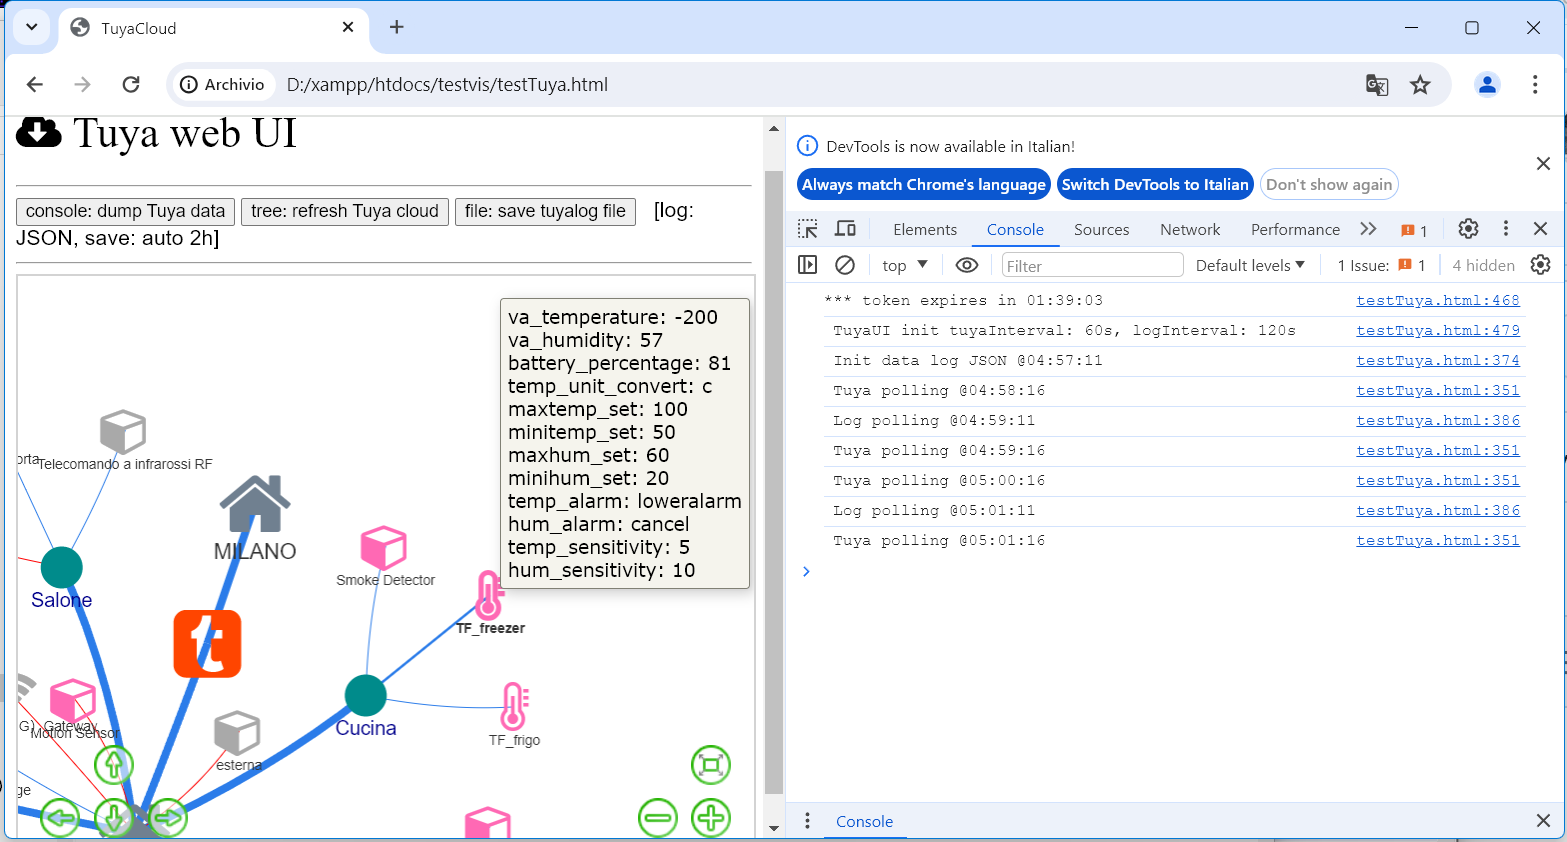 TuyaCloud
Archivio
D:/xampp/htdocs/testvis/testTuya.html
Tuya web UI
console: dump Tuya data
tree: refresh Tuya cloud
file: save tuyalog file
[log:
JSON, save: auto 2h]
va_temperature: -200
va_humidity: 57
battery_percentage: 81
temp_unit_convert: c
maxtemp_set: 100
minitemp_set: 50
maxhum_set: 60
minihum_set: 20
temp_alarm: loweralarm
hum_alarm: cancel
temp_sensitivity: 5
hum_sensitivity: 10
orta
Telecomando a infrarossi RF
MILANO
Smoke Detector
Salone
TF_freezer
t
Cucina
TF_frigo
G) Gateway
Motion Sensor
esterna
ge
DevTools is now available in Italian!
Always match Chrome's language
Switch DevTools to Italian
Don't show again
Elements
Console
Sources
Network
Performance
1
top
Filter
Default levels
1 Issue:
1
4 hidden
*** token expires in 01:39:03 testTuya.html:468
TuyaUI init tuyaInterval: 60s, logInterval: 120s testTuya.html:479
Init data log JSON @04:57:11 testTuya.html:374
Tuya polling @04:58:16 testTuya.html:351
Log polling @04:59:11 testTuya.html:386
Tuya polling @04:59:16 testTuya.html:351
Tuya polling @05:00:16 testTuya.html:351
Log polling @05:01:11 testTuya.html:386
Tuya polling @05:01:16 testTuya.html:351
Console